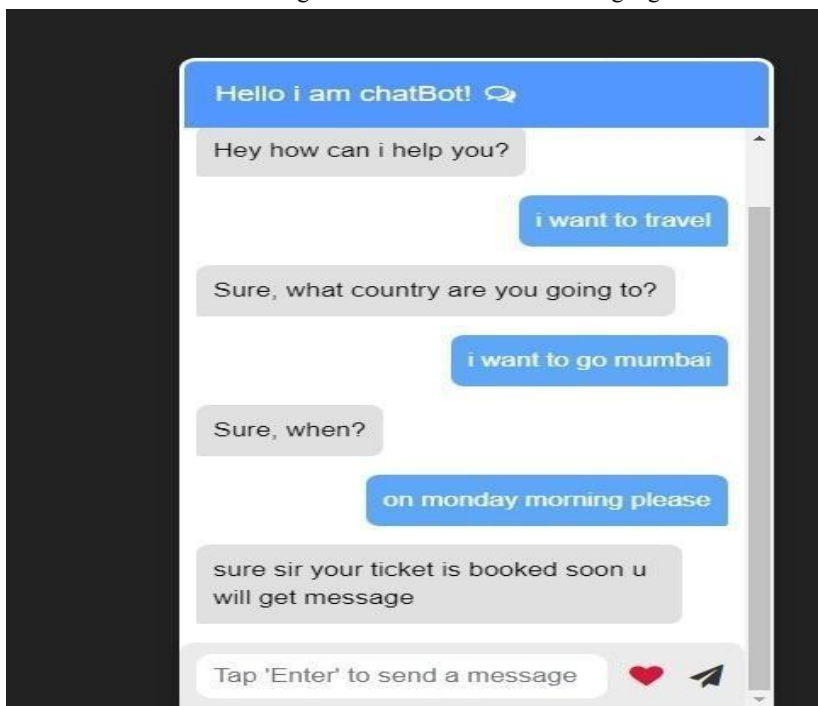 Hello i am chatBot!
Hey how can i help you?
i want to travel
Sure, what country are you going to?
i want to go mumbai
Sure, when?
on monday morning please
sure sir your ticket is booked soon u
will get message
Tap 'Enter' to send a message